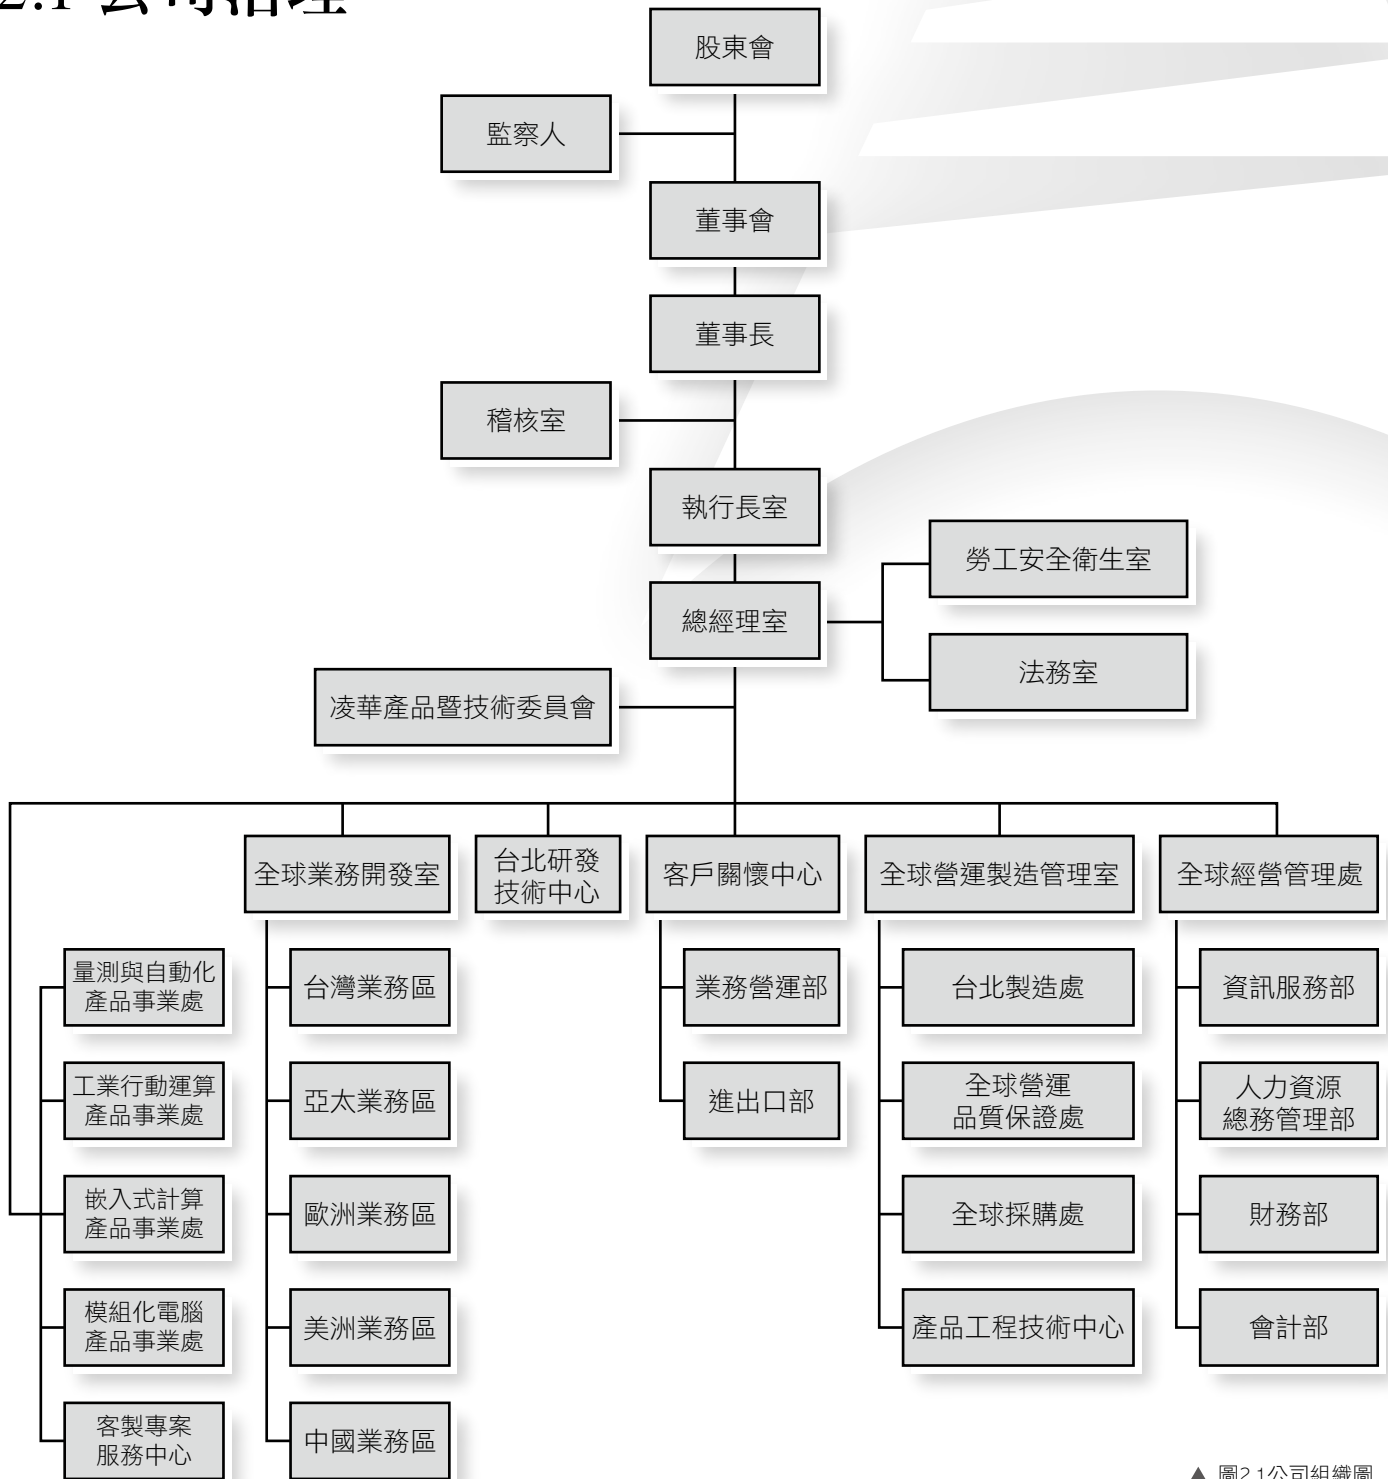 2.1 公司治理
股東會
監察人
董事會
董事長
稽核室
執行長室
勞工安全衛生室
總經理室
法務室
凌華產品暨技術委員會
全球業務開發室
台北研發
技術中心
客戶關懷中心
全球營運製造管理室
全球經營管理處
量測與自動化
產品事業處
工業行動運算
產品事業處
嵌入式計算
產品事業處
模組化電腦
產品事業處
客製專案
服務中心
台灣業務區
亞太業務區
歐洲業務區
美洲業務區
中國業務區
業務營運部
進出口部
台北製造處
全球營運
品質保證處
全球採購處
產品工程技術中心
資訊服務部
人力資源
總務管理部
財務部
會計部
▲ 圖2.1公司組織圖